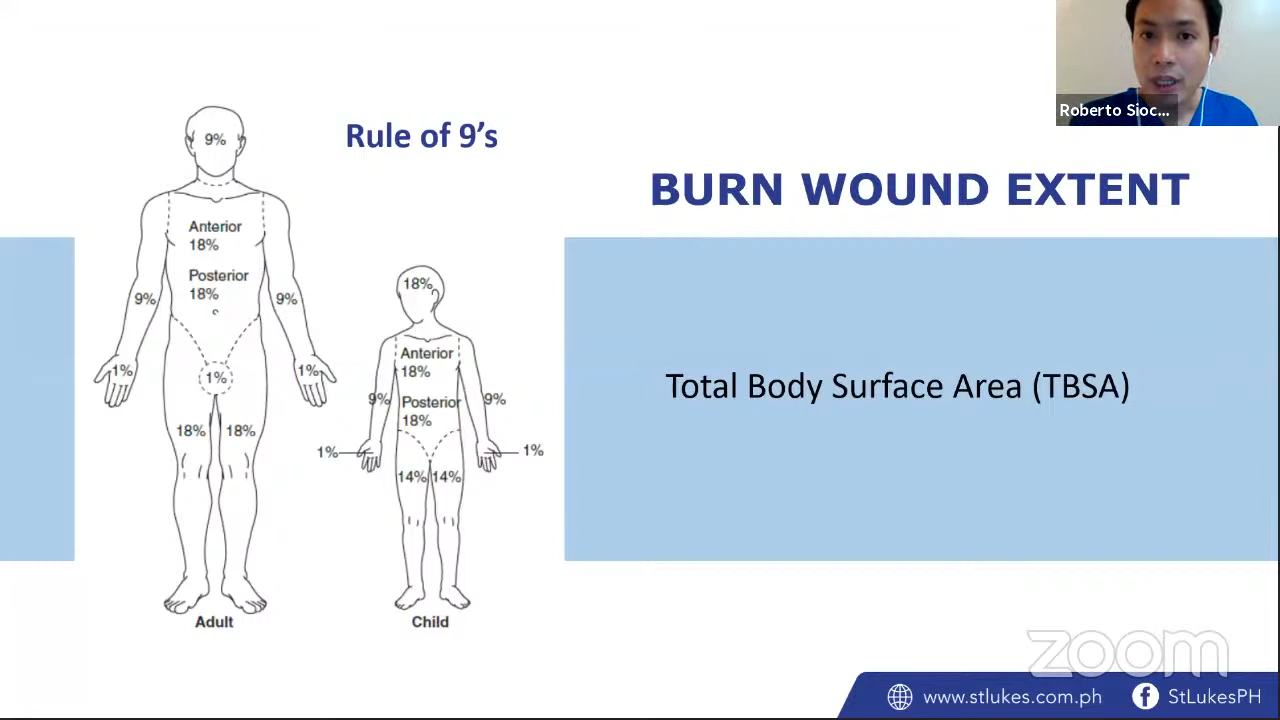 Roberto Sioc...
Rule of 9's
BURN WOUND EXTENT
9%
Anterior
18%
Posterior
18%
9%
9%
1%
1%
1%
18%
18%
Adult
18%
Anterior
18%
Posterior
18%
9%
9%
1%
1%
14%
14%
Child
Total Body Surface Area (TBSA)
zoom
www.stlukes.com.ph
StLukesPH